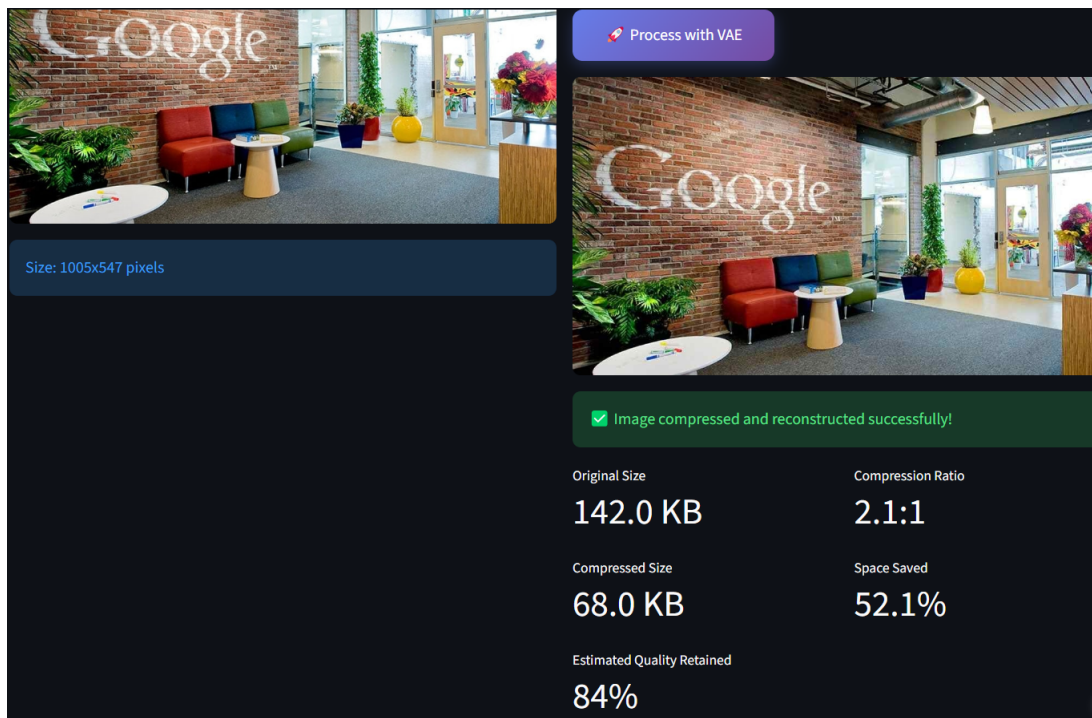 Google
Size: 1005x547 pixels
🚀 Process with VAE
Google
✅ Image compressed and reconstructed successfully!
Original Size
142.0 KB
Compression Ratio
2.1:1
Compressed Size
68.0 KB
Space Saved
52.1%
Estimated Quality Retained
84%